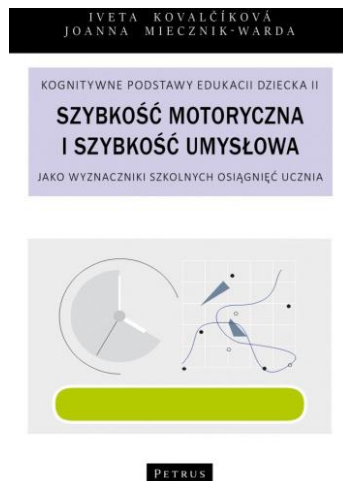 IVETA KOVALČÍKOVÁ
JOANNA MIECZNIK-WARDA
KOGNITYWNE PODSTAWY EDUKACJI DZIECKA II
SZYBKOŚĆ MOTORYCZNA
I SZYBKOŚĆ UMYSŁOWA
JAKO WYZNACZNIKI SZKOLNYCH OSIĄGNIĘĆ UCZNIA
PETRUS